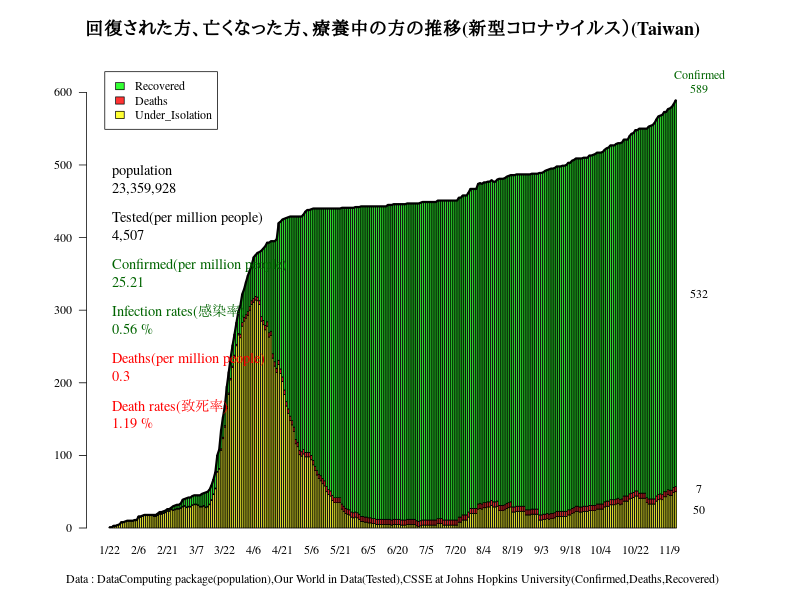 回復された方、亡くなった方、療養中の方の推移(新型コロナウイルス)(Taiwan)
Confirmed
589
Recovered
Deaths
Under_Isolation
population
23,359,928
Tested(per million people)
4,507
Confirmed(per million people)
25.21
Infection rates(感染率)
0.56 %
Deaths(per million people)
0.3
Death rates(致死率)
1.19 %
600
500
400
300
200
100
0
532
7
50
1/22 2/6 2/21 3/7 3/22 4/6 4/21 5/6 5/21 6/5 6/20 7/5 7/20 8/4 8/19 9/3 9/18 10/4 10/22 11/9
Data : DataComputing package(population),Our World in Data(Tested),CSSE at Johns Hopkins University(Confirmed,Deaths,Recovered)